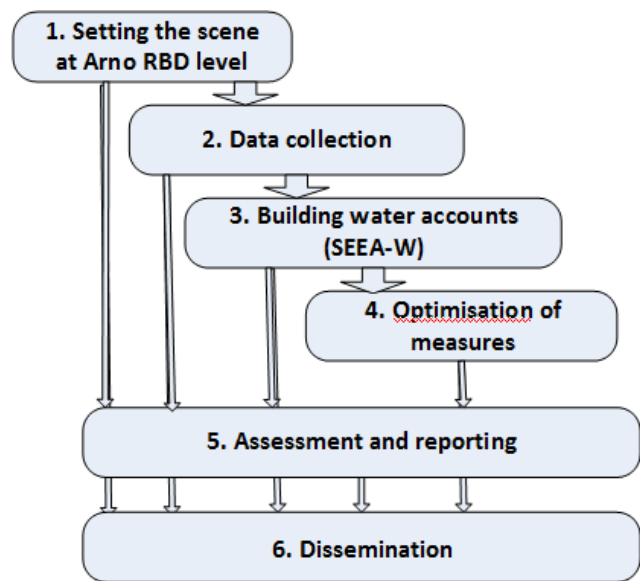 1. Setting the scene
at Arno RBD level
2. Data collection
3. Building water accounts
(SEEA-W)
4. Optimisation of
measures
5. Assessment and reporting
6. Dissemination